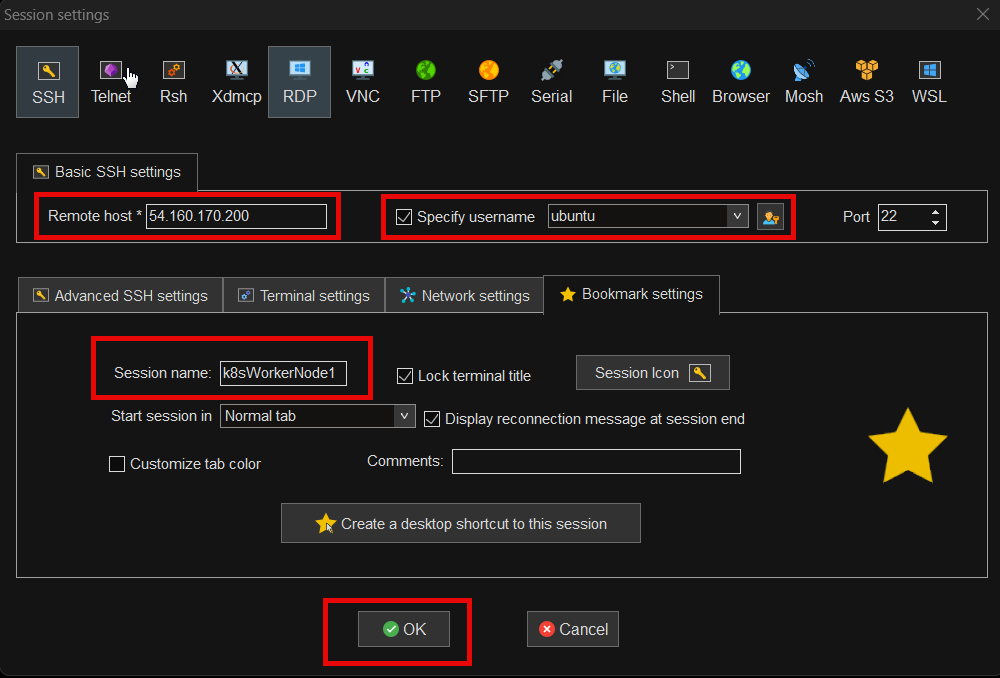 Session settings
SSH Telnet Rsh Xdmcp RDP VNC FTP SFTP Serial File Shell Browser Mosh Aws S3 WSL
Basic SSH settings
Remote host * 54.160.170.200 Specify username ubuntu Port 22
Advanced SSH settings Terminal settings Network settings Bookmark settings
Session name: k8sWorkerNode1 Lock terminal title Session Icon
Start session in Normal tab Display reconnection message at session end
Customize tab color Comments:
Create a desktop shortcut to this session
OK Cancel